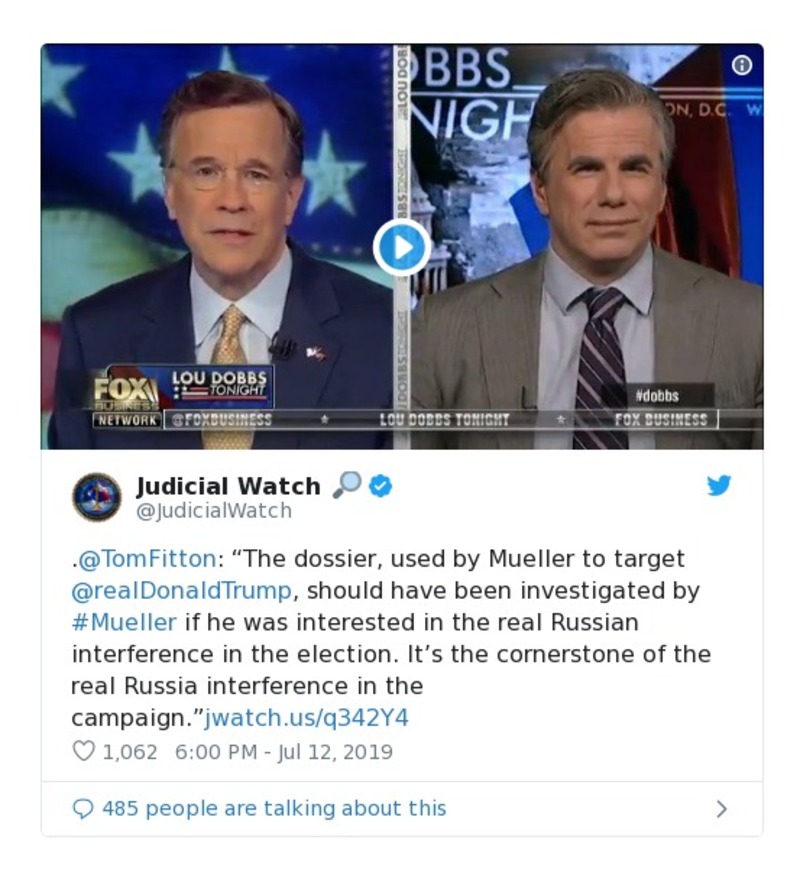 BBS
NIGH
ON, D.C. W
LOU DOBBS TONIGHT
FOX
BUSINESS
NETWORK
LOU DOBBS
TONIGHT
#dobbs
@FOXBUSINESS LOU DOBBS TONIGHT FOX BUSINESS
Judicial Watch
@JudicialWatch
.@TomFitton: “The dossier, used by Mueller to target
@realDonaldTrump, should have been investigated by
#Mueller if he was interested in the real Russian
interference in the election. It’s the cornerstone of the
real Russia interference in the
campaign.”jwatch.us/q342Y4
1,062 6:00 PM - Jul 12, 2019
485 people are talking about this